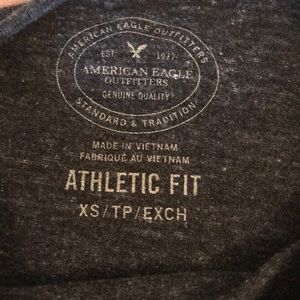 AMERICAN EAGLE OUTFITTERS
EST. 1977
AMERICAN EAGLE
OUTFITTERS
GENUINE QUALITY
STANDARD & TRADITION
MADE IN VIETNAM
FABRIQUÉ AU VIETNAM
ATHLETIC FIT
XS/TP/EXCH